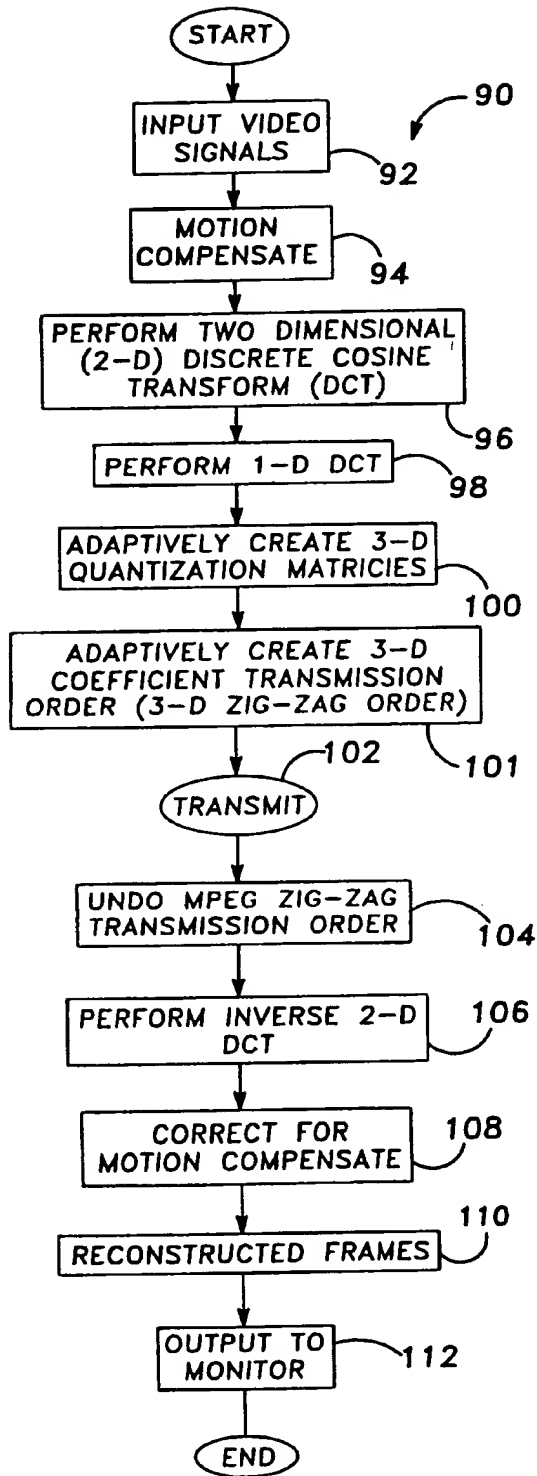 START
90
INPUT VIDEO
SIGNALS
92
MOTION
COMPENSATE
94
PERFORM TWO DIMENSIONAL
(2-D) DISCRETE COSINE
TRANSFORM (DCT)
96
PERFORM 1-D DCT
98
ADAPTIVELY CREATE 3-D
QUANTIZATION MATRICIES
100
ADAPTIVELY CREATE 3-D
COEFFICIENT TRANSMISSION
ORDER (3-D ZIG-ZAG ORDER)
101
102
TRANSMIT
UNDO MPEG ZIG-ZAG
TRANSMISSION ORDER
104
PERFORM INVERSE 2-D
DCT
106
CORRECT FOR
MOTION COMPENSATE
108
RECONSTRUCTED FRAMES
110
OUTPUT TO
MONITOR
112
END